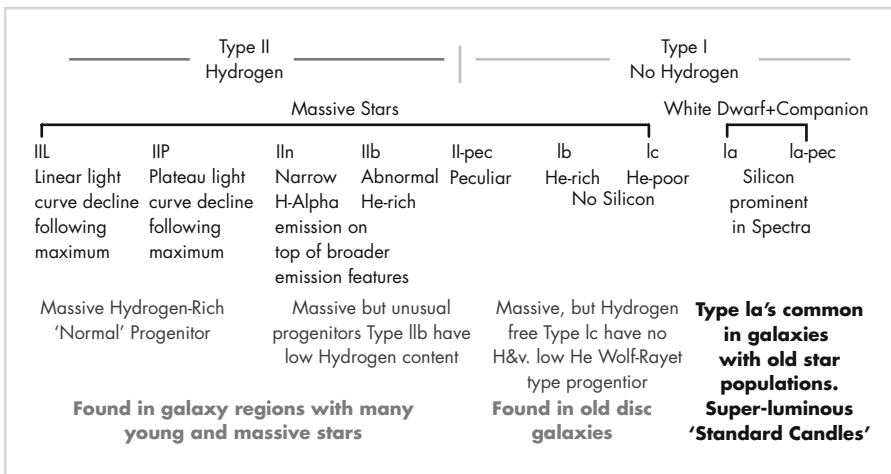 Type II
Hydrogen
Type I
No Hydrogen
Massive Stars
White Dwarf+Companion
IIL
Linear light
curve decline
following
maximum
IIP
Plateau light
curve decline
following
maximum
IIn
Narrow
H-Alpha
emission on
top of broader
emission features
IIb
Abnormal
He-rich
II-pec
Peculiar
Ib
He-rich
Ic
He-poor
No Silicon
Ia
Ia-pec
Silicon
prominent
in Spectra
Massive Hydrogen-Rich
'Normal' Progenitor
Massive but unusual
progenitors Type IIb have
low Hydrogen content
Massive, but Hydrogen
free Type Ic have no
H&v. low He Wolf-Rayet
type progentior
Type Ia's common
in galaxies
with old star
populations.
Super-luminous
'Standard Candles'
Found in galaxy regions with many
young and massive stars
Found in old disc
galaxies